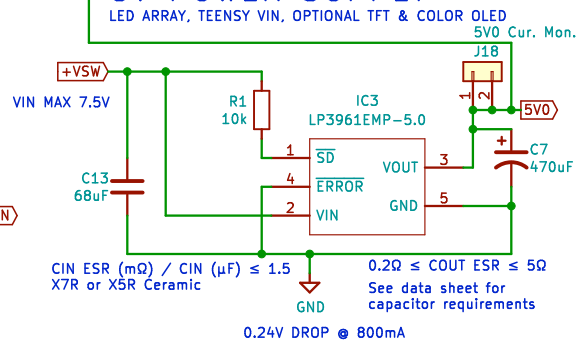 LED ARRAY, TEENSY VIN, OPTIONAL TFT & COLOR OLED
5V0 Cur. Mon.
J18
+VSW
1
2
5V0
VIN MAX 7.5V
R1
10k
IC3
LP3961EMP-5.0
C7
470uF
C13
68uF
1
SD
4
ERROR
2
VIN
VOUT
3
GND
5
N
CIN ESR (mΩ) / CIN (µF) ≤ 1.5
X7R or X5R Ceramic
0.2Ω ≤ COUT ESR ≤ 5Ω
See data sheet for
capacitor requirements
GND
0.24V DROP @ 800mA